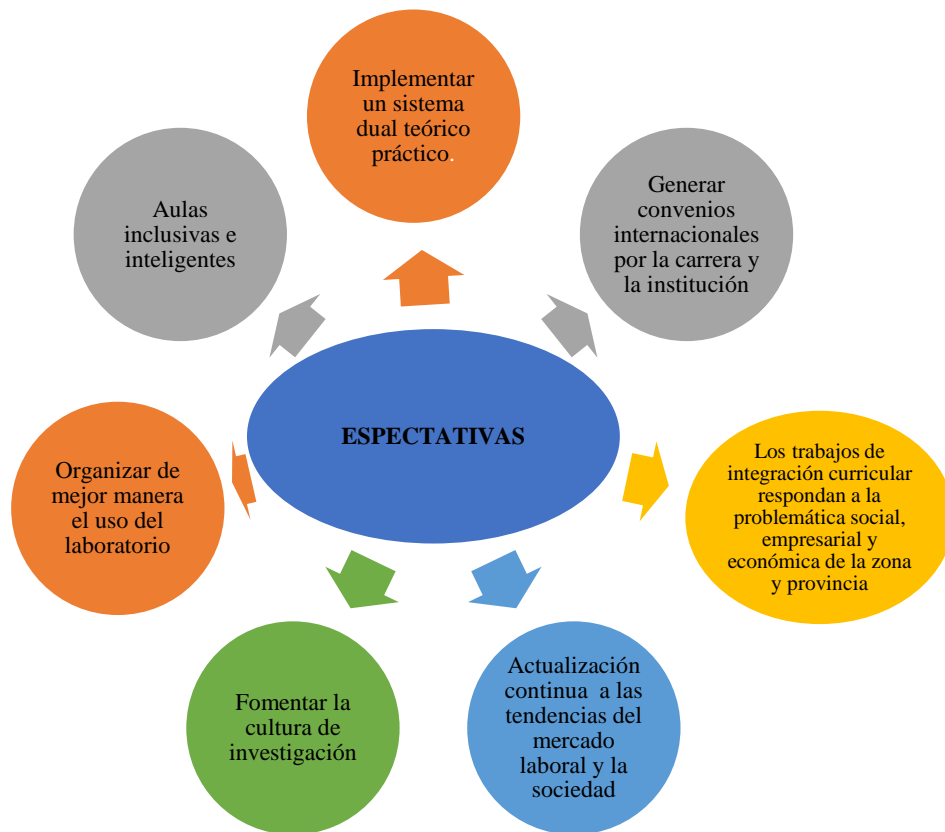 Implementar
un sistema
dual teórico
práctico.
Generar
convenios
internacionales
por la carrera y
la institución
Los trabajos de
integración curricular
respondan a la
problemática social,
empresarial y
económica de la zona
y provincia
Actualización
continua a las
tendencias del
mercado
laboral y la
sociedad
Fomentar la
cultura de
investigación
Organizar de
mejor manera
el uso del
laboratorio
Aulas
inclusivas e
inteligentes
ESPECTATIVAS